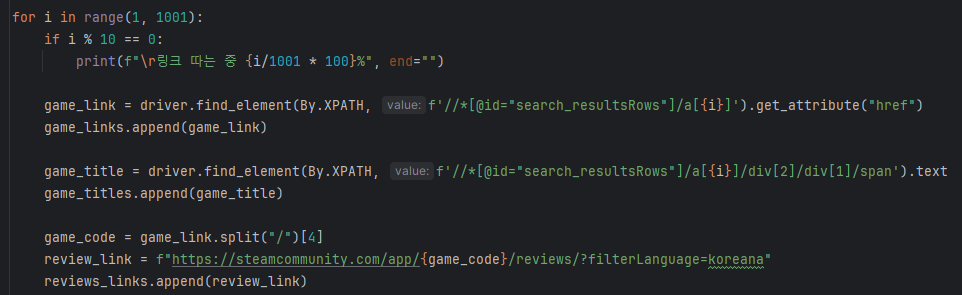 for i in range(1, 1001):
    if i % 10 == 0:
        print(f"\r링크 따는 중 {i/1001 * 100}%", end="")

    game_link = driver.find_element(By.XPATH, value: f'//*[@id="search_resultsRows"]/a[{i}]').get_attribute("href")
    game_links.append(game_link)

    game_title = driver.find_element(By.XPATH, value: f'//*[@id="search_resultsRows"]/a[{i}]/div[2]/div[1]/span').text
    game_titles.append(game_title)

    game_code = game_link.split("/")[4]
    review_link = f"https://steamcommunity.com/app/{game_code}/reviews/?filterLanguage=koreana"
    reviews_links.append(review_link)